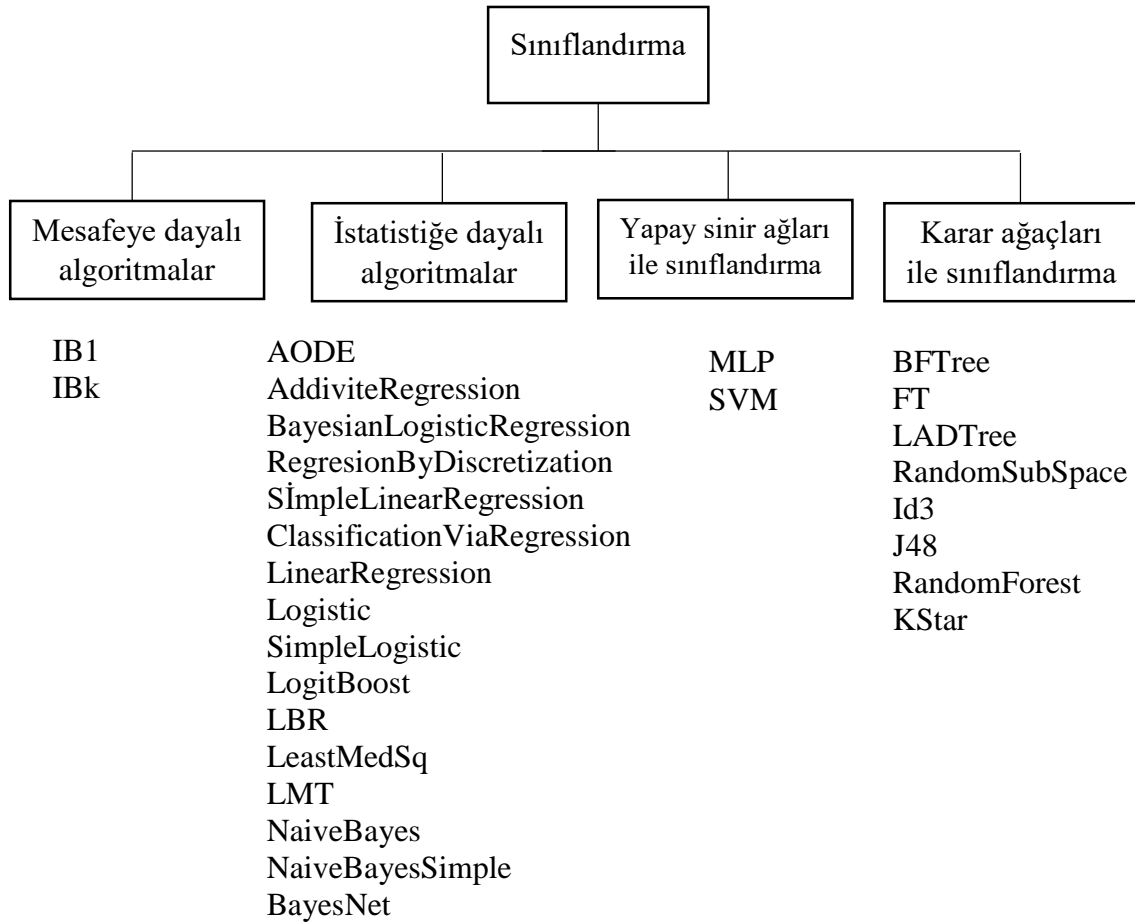 Sınıflandırma
Mesafeye dayalı
algoritmalar
İstatistiğe dayalı
algoritmalar
Yapay sinir ağları
ile sınıflandırma
Karar ağaçları
ile sınıflandırma
IB1
IBk
AODE
AddiviteRegression
BayesianLogisticRegression
RegresionByDiscretization
SİmpleLinearRegression
ClassificationViaRegression
LinearRegression
Logistic
SimpleLogistic
LogitBoost
LBR
LeastMedSq
LMT
NaiveBayes
NaiveBayesSimple
BayesNet
MLP
SVM
BFTree
FT
LADTree
RandomSubSpace
Id3
J48
RandomForest
KStar